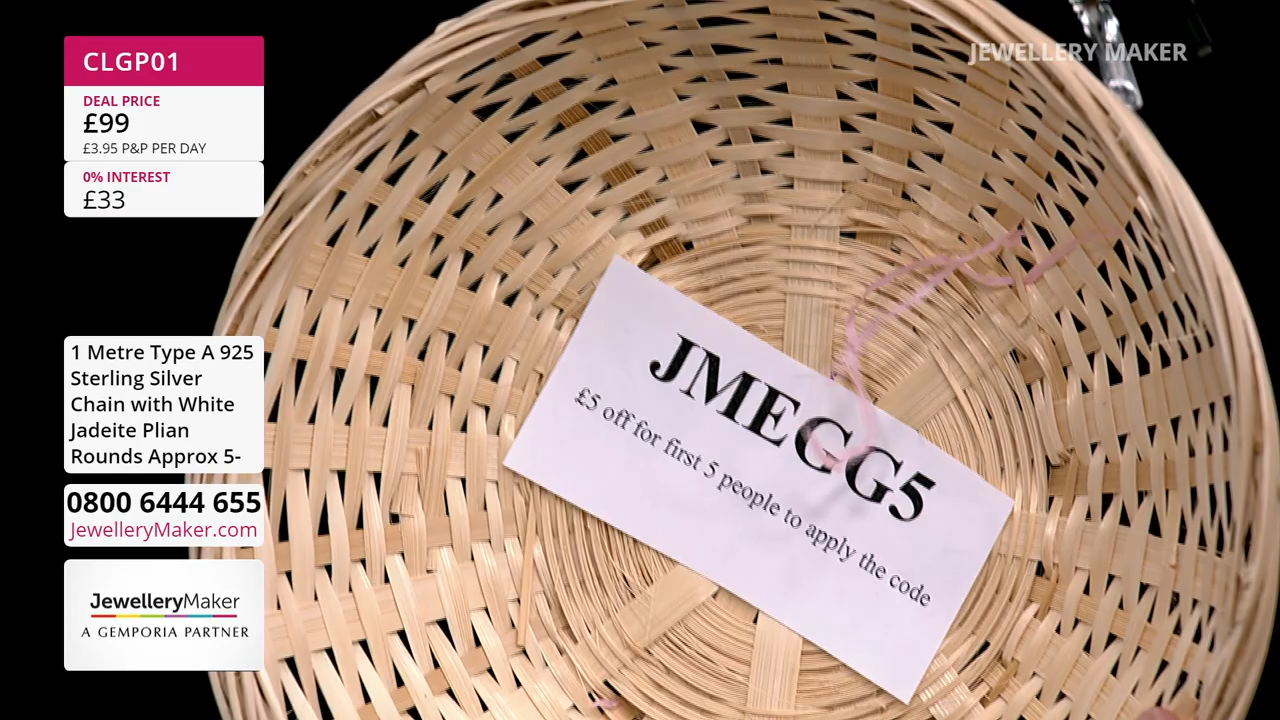 CLGP01
DEAL PRICE
£99
£3.95 P&P PER DAY
0% INTEREST
£33
1 Metre Type A 925
Sterling Silver
Chain with White
Jadeite Plian
Rounds Approx 5-
0800 6444 655
JewelleryMaker.com
JewelleryMaker
A GEMPORIA PARTNER
JEWELLERY MAKER
JMEGG5
£5 off for first 5 people to apply the code